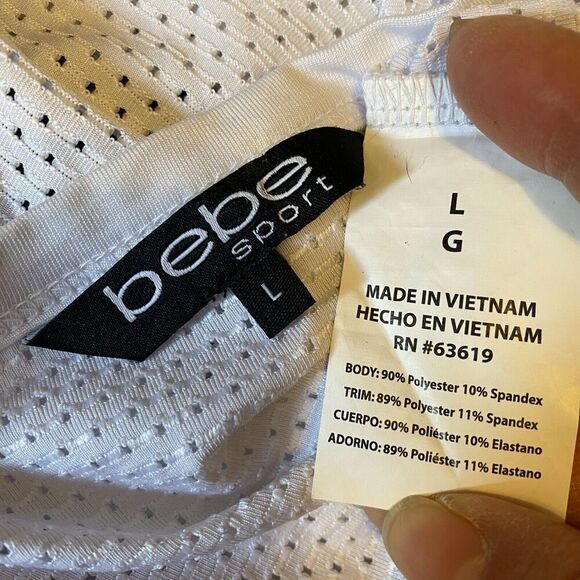 bebe
sport
L
L
G
MADE IN VIETNAM
HECHO EN VIETNAM
RN #63619
BODY: 90% Polyester 10% Spandex
TRIM: 89% Polyester 11% Spandex
CUERPO: 90% Poliéster 10% Elastano
ADORNO: 89% Poliéster 11% Elastano